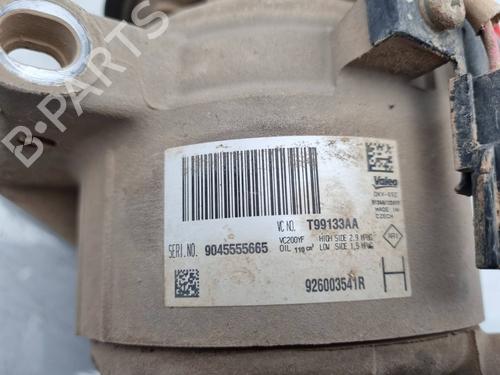 Valeo
MADE IN
CZECH
VC NO. T99133AA
SERI.NO. 9045555665
VC200YF HIGH SIDE 2.9 MPaG
OIL 110 cm³ LOW SIDE 1.5 MPaG
926003541R
H
B-PARTS